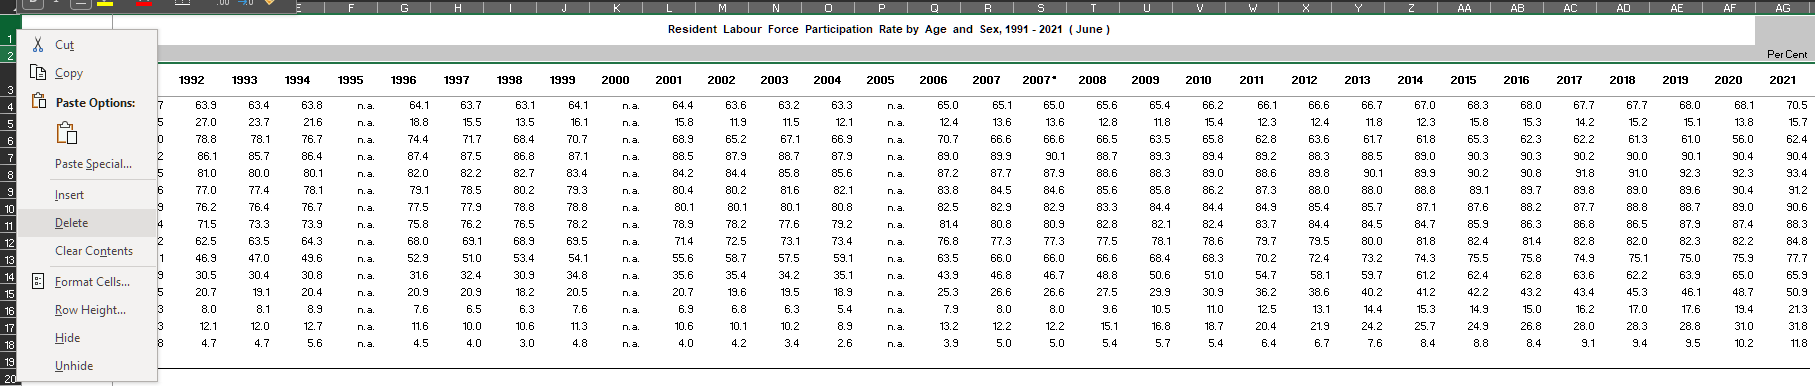 E F G H I J K L M N O P Q R S T U V W X Y Z AA AB AC AD AE AF AG
Cut
Copy
Paste Options:
Paste Special...
Insert
Delete
Clear Contents
Format Cells...
Row Height...
Hide
Unhide
1 Resident Labour Force Participation Rate by Age and Sex, 1991 - 2021 ( June )
2 Per Cent
3 1992 1993 1994 1995 1996 1997 1998 1999 2000 2001 2002 2003 2004 2005 2006 2007 2007* 2008 2009 2010 2011 2012 2013 2014 2015 2016 2017 2018 2019 2020 2021
4 7 63.9 63.4 63.8 n.a. 64.1 63.7 63.1 64.1 n.a. 64.4 63.6 63.2 63.3 n.a. 65.0 65.1 65.0 65.6 65.4 66.2 66.1 66.6 66.7 67.0 68.3 68.0 67.7 67.7 68.0 68.1 70.5
5 5 27.0 23.7 21.6 n.a. 18.8 15.5 13.5 16.1 n.a. 15.8 11.9 11.5 12.1 n.a. 12.4 13.6 13.6 12.8 11.8 15.4 12.3 12.4 11.8 12.3 15.8 15.3 14.2 15.2 15.1 13.8 15.7
6 0 78.8 78.1 76.7 n.a. 74.4 71.7 68.4 70.7 n.a. 68.9 65.2 67.1 66.9 n.a. 70.7 66.6 66.6 66.5 63.5 65.8 62.8 63.6 61.7 61.8 65.3 62.3 62.2 61.3 61.0 56.0 62.4
7 2 86.1 85.7 86.4 n.a. 87.4 87.5 86.8 87.1 n.a. 88.5 87.9 88.7 87.9 n.a. 89.0 89.9 90.1 88.7 89.3 89.4 89.2 88.3 88.5 89.0 90.3 90.3 90.2 90.0 90.1 90.4 90.4
8 5 81.0 80.0 80.1 n.a. 82.0 82.2 82.7 83.4 n.a. 84.2 84.4 85.8 85.6 n.a. 87.2 87.7 87.9 88.6 88.3 89.0 88.6 89.8 90.1 89.9 90.2 90.8 91.8 91.0 92.3 92.3 93.4
9 6 77.0 77.4 78.1 n.a. 79.1 78.5 80.2 79.3 n.a. 80.4 80.2 81.6 82.1 n.a. 83.8 84.5 84.6 85.6 85.8 86.2 87.3 88.0 88.0 88.8 89.1 89.7 89.8 89.0 89.6 90.4 91.2
10 9 76.2 76.4 76.7 n.a. 77.5 77.9 78.8 78.8 n.a. 80.1 80.1 80.1 80.8 n.a. 82.5 82.9 82.9 83.3 84.4 84.4 84.9 85.4 85.7 87.1 87.6 88.2 87.7 88.8 88.7 89.0 90.6
11 4 71.5 73.3 73.9 n.a. 75.8 76.2 76.5 78.2 n.a. 78.9 78.2 77.6 79.2 n.a. 81.4 80.8 80.9 82.8 82.1 82.4 83.7 84.4 84.5 84.7 85.9 86.3 86.8 86.5 87.9 87.4 88.3
12 2 62.5 63.5 64.3 n.a. 68.0 69.1 68.9 69.5 n.a. 71.4 72.5 73.1 73.4 n.a. 76.8 77.3 77.3 77.5 78.1 78.6 79.7 79.5 80.0 81.8 82.4 81.4 82.8 82.0 82.3 82.2 84.8
13 1 46.9 47.0 49.6 n.a. 52.9 51.0 53.4 54.1 n.a. 55.6 58.7 57.5 59.1 n.a. 63.5 66.0 66.0 66.6 68.4 68.3 70.2 72.4 73.2 74.3 75.5 75.8 74.9 75.1 75.0 75.9 77.7
14 9 30.5 30.4 30.8 n.a. 31.6 32.4 30.9 34.8 n.a. 35.6 35.4 34.2 35.1 n.a. 43.9 46.8 46.7 48.8 50.6 51.0 54.7 58.1 59.7 61.2 62.4 62.8 63.6 62.2 63.9 65.0 65.9
15 5 20.7 19.1 20.4 n.a. 20.9 20.9 18.2 20.5 n.a. 20.7 19.6 19.5 18.9 n.a. 25.3 26.6 26.6 27.5 29.9 30.9 36.2 38.6 40.2 41.2 42.2 43.2 43.4 45.3 46.1 48.7 50.9
16 3 8.0 8.1 8.9 n.a. 7.6 6.5 6.3 7.6 n.a. 6.8 6.8 6.3 5.4 n.a. 7.9 8.0 8.0 9.6 10.5 11.0 12.5 13.1 14.4 15.3 14.9 15.0 16.2 17.0 17.6 19.4 21.3
17 3 12.1 12.0 12.7 n.a. 11.6 10.0 10.6 11.3 n.a. 10.6 10.1 10.2 8.9 n.a. 13.2 12.2 12.2 15.1 16.8 18.7 20.4 21.9 24.2 25.7 24.9 26.8 28.0 28.3 28.8 31.0 31.8
18 8 4.7 4.7 5.6 n.a. 4.5 4.0 3.0 4.8 n.a. 4.0 4.2 3.4 2.6 n.a. 3.9 5.0 5.0 5.4 5.7 5.4 6.4 6.7 7.6 8.4 8.8 8.4 9.1 9.4 9.5 10.2 11.8
19
20